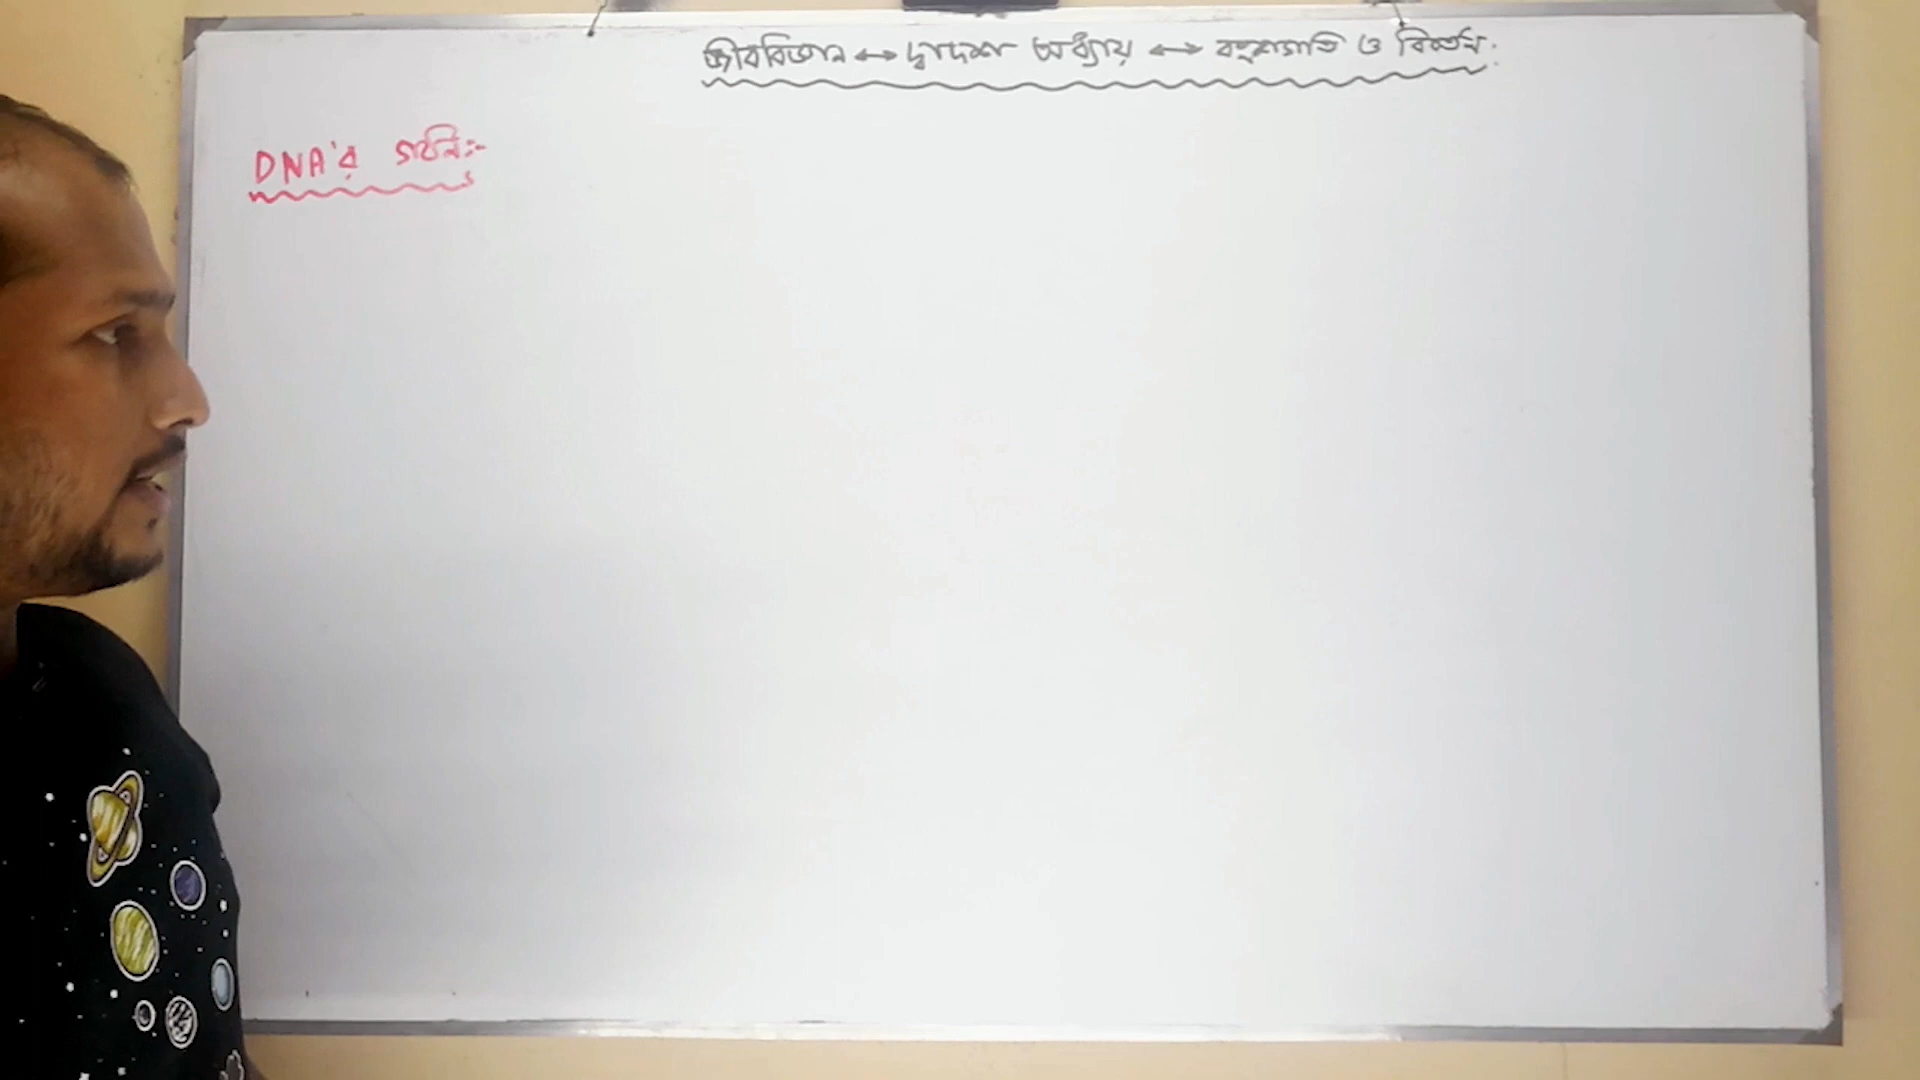 জীববিজ্ঞান ↔ দ্বাদশ অধ্যায় ↔ বংশগতি ও বিবর্তন:
DNA'র গঠন:-